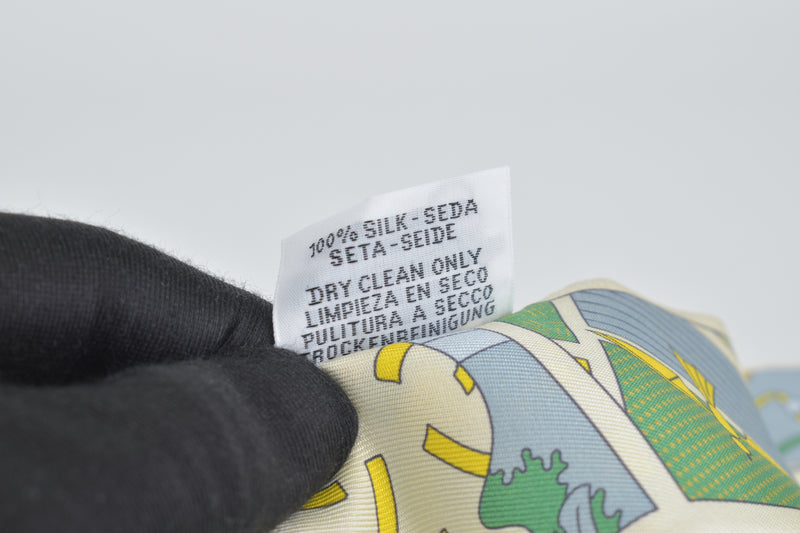 100% SILK - SEDA
SETA - SEIDE
DRY CLEAN ONLY
LIMPIEZA EN SECO
PULITURA A SECCO
TROCKENREINIGUNG